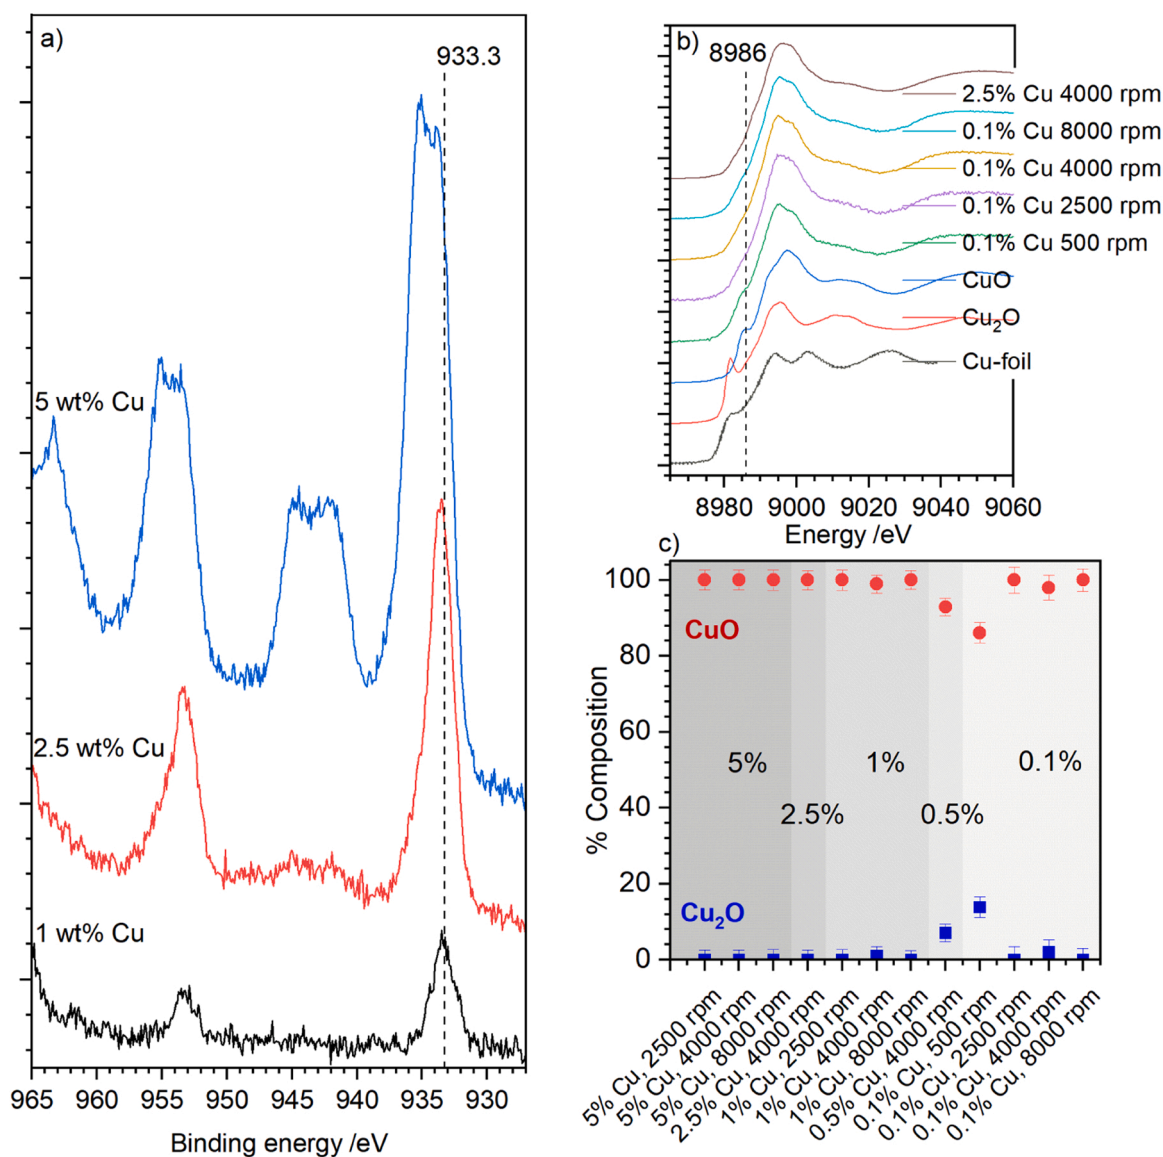 a)
933.3
5 wt% Cu
2.5 wt% Cu
1 wt% Cu
965 960 955 950 945 940 935 930
Binding energy /eV
b)
8986
2.5% Cu 4000 rpm
0.1% Cu 8000 rpm
0.1% Cu 4000 rpm
0.1% Cu 2500 rpm
0.1% Cu 500 rpm
CuO
Cu₂O
Cu-foil
8980 9000 9020 9040 9060
Energy /eV
c)
% Composition
100
80
60
40
20
0
CuO
5%
2.5%
1%
0.5%
0.1%
Cu₂O
5% Cu, 2500 rpm
5% Cu, 4000 rpm
5% Cu, 8000 rpm
2.5% Cu, 4000 rpm
1% Cu, 2500 rpm
1% Cu, 4000 rpm
1% Cu, 8000 rpm
0.5% Cu, 4000 rpm
0.1% Cu, 500 rpm
0.1% Cu, 2500 rpm
0.1% Cu, 4000 rpm
0.1% Cu, 8000 rpm